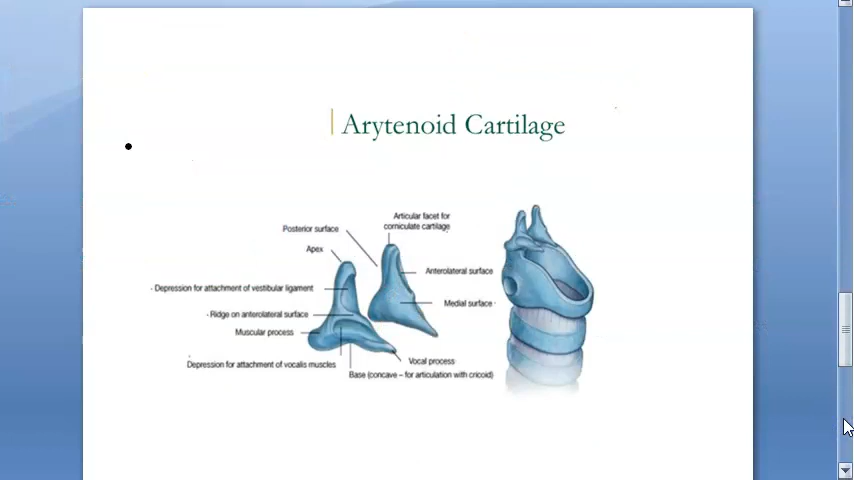 Arytenoid Cartilage
Articular facet for
corniculate cartilage
Posterior surface
Apex
Anterolateral surface
Depression for attachment of vestibular ligament
Medial surface
Ridge on anterolateral surface
Muscular process
Depression for attachment of vocalis muscles
Vocal process
Base (concave – for articulation with cricoid)